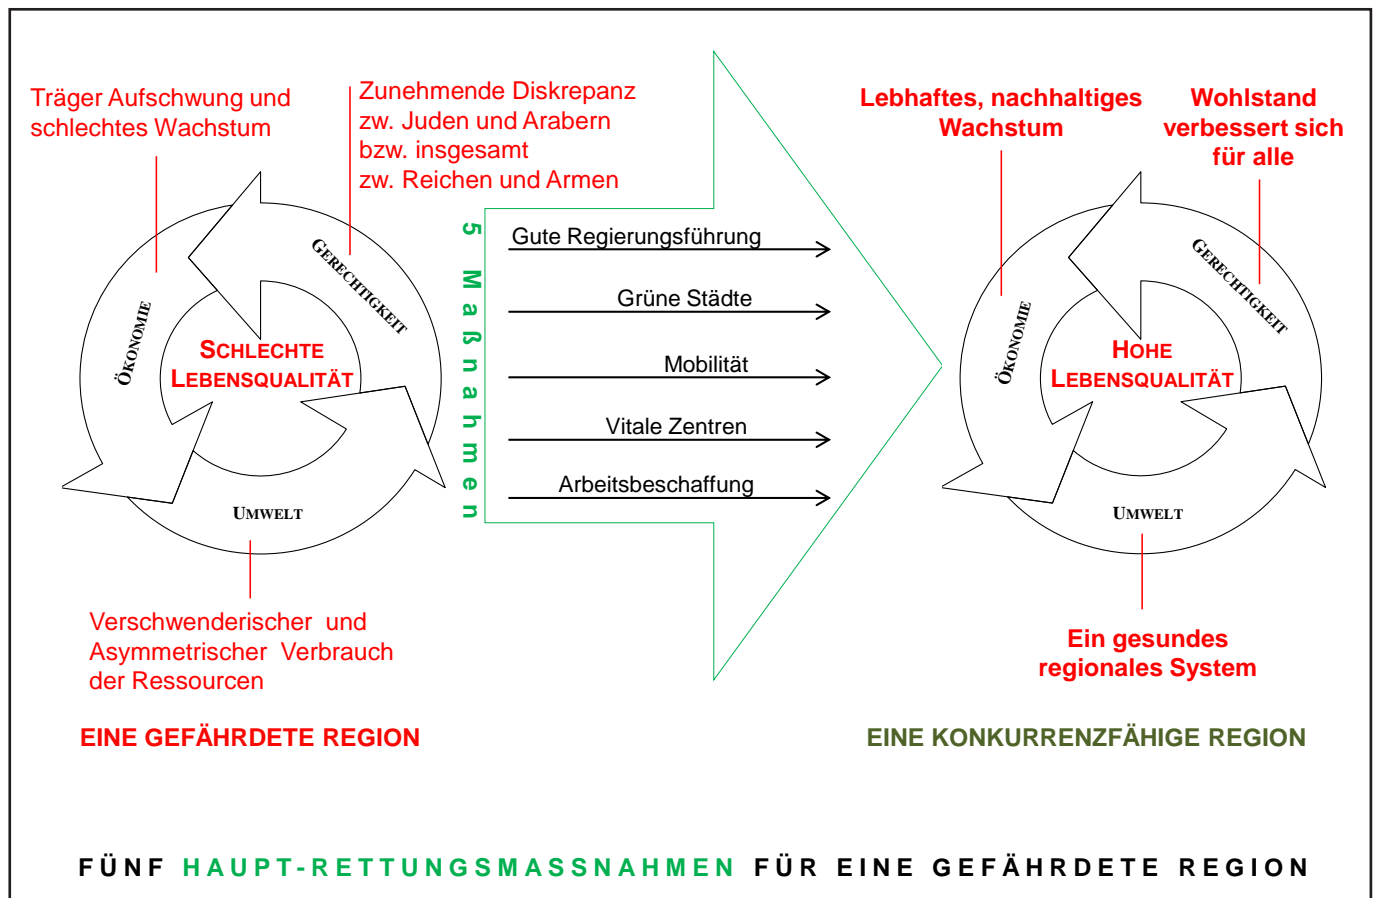 Träger Aufschwung und
schlechtes Wachstum
Zunehmende Diskrepanz
zw. Juden und Arabern
bzw. insgesamt
zw. Reichen und Armen
ÖKONOMIE
GERECHTIGKEIT
UMWELT
SCHLECHTE
LEBENSQUALITÄT
Verschwenderischer und
Asymmetrischer Verbrauch
der Ressourcen
EINE GEFÄHRDETE REGION
5 Maßnahmen
Gute Regierungsführung
Grüne Städte
Mobilität
Vitale Zentren
Arbeitsbeschaffung
Lebhaftes, nachhaltiges
Wachstum
Wohlstand
verbessert sich
für alle
ÖKONOMIE
GERECHTIGKEIT
UMWELT
HOHE
LEBENSQUALITÄT
Ein gesundes
regionales System
EINE KONKURRENZFÄHIGE REGION
FÜNF HAUPT-RETTUNGSMASSNAHMEN FÜR EINE GEFÄHRDETE REGION